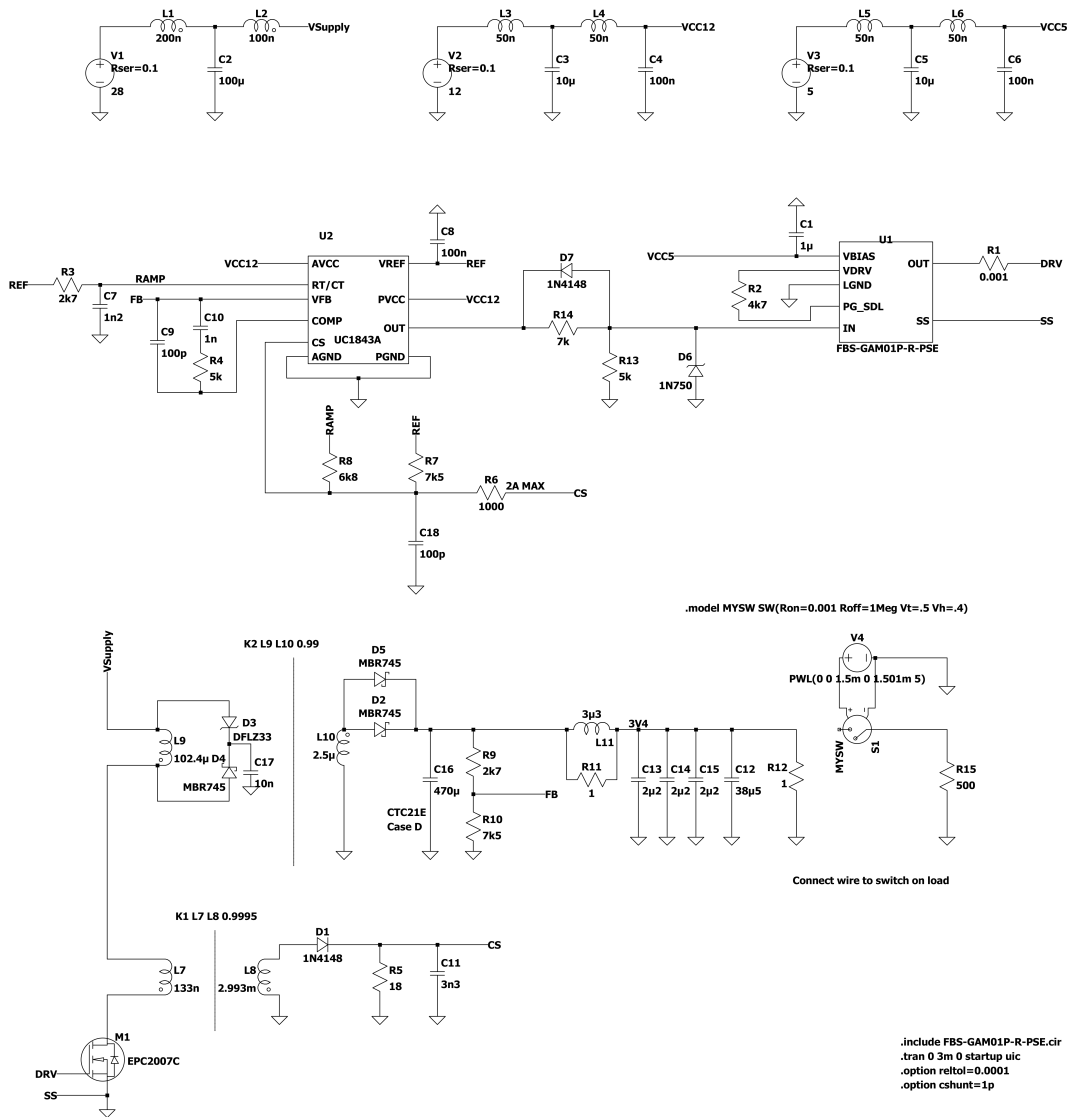 L1
200n
L2
100n
VSupply
V1
Rser=0.1
28
C2
100µ
L3
50n
L4
50n
VCC12
V2
Rser=0.1
12
C3
10µ
C4
100n
L5
50n
L6
50n
VCC5
V3
Rser=0.1
5
C5
10µ
C6
100n
REF
R3
2k7
RAMP
C7
1n2
FB
C9
100p
C10
1n
R4
5k
U2
VCC12
AVCC
RT/CT
VFB
COMP
CS
AGND
VREF
PVCC
OUT
PGND
UC1843A
C8
100n
REF
VCC12
D7
1N4148
R14
7k
R13
5k
D6
1N750
VCC5
C1
1µ
R2
4k7
U1
VBIAS
VDRV
LGND
PG_SDL
IN
OUT
SS
FBS-GAM01P-R-PSE
R1
0.001
DRV
SS
RAMP
REF
R8
6k8
R7
7k5
R6
1000
2A MAX
CS
C18
100p
.model MYSW SW(Ron=0.001 Roff=1Meg Vt=.5 Vh=.4)
VSupply
K2 L9 L10 0.99
L9
102.4µ
D3
DFLZ33
D4
MBR745
C17
10n
D5
MBR745
D2
MBR745
L10
2.5µ
C16
470µ
CTC21E
Case D
R9
2k7
FB
R10
7k5
3µ3
L11
R11
1
3V4
C13
2µ2
C14
2µ2
C15
2µ2
C12
38µ5
R12
1
V4
PWL(0 0 1.5m 0 1.501m 5)
MYSW
S1
R15
500
Connect wire to switch on load
K1 L7 L8 0.9995
L7
133n
L8
2.993m
D1
1N4148
CS
R5
18
C11
3n3
M1
EPC2007C
DRV
SS
.include FBS-GAM01P-R-PSE.cir
.tran 0 3m 0 startup uic
.option reltol=0.0001
.option cshunt=1p